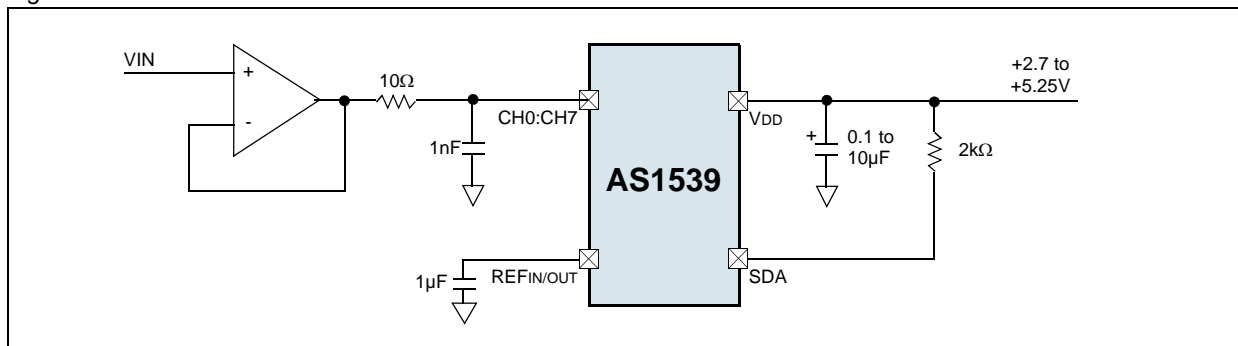 VIN
+
-
10Ω
1nF
CH0:CH7
AS1539
VDD
+2.7 to
+5.25V
+
0.1 to
10µF
2kΩ
1µF
REFIN/OUT
SDA